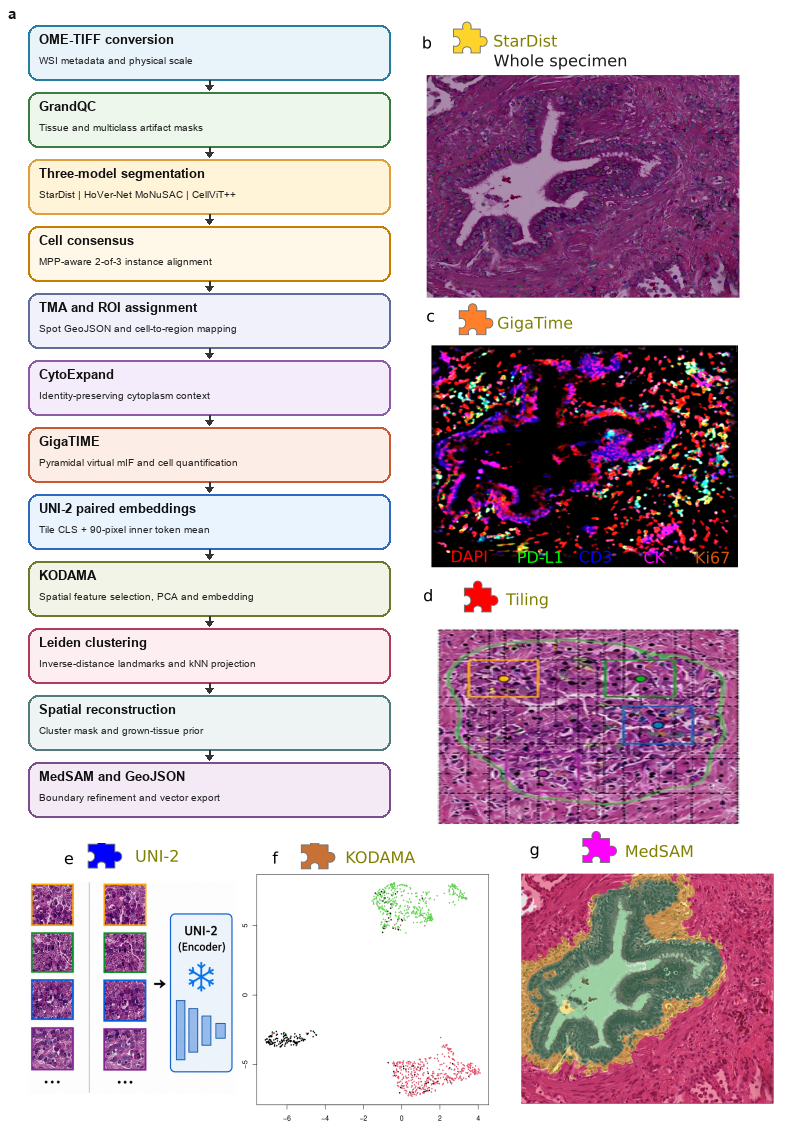 a
OME-TIFF conversion
WSI metadata and physical scale
GrandQC
Tissue and multiclass artifact masks
Three-model segmentation
StarDist | HoVer-Net MoNuSAC | CellViT++
Cell consensus
MPP-aware 2-of-3 instance alignment
TMA and ROI assignment
Spot GeoJSON and cell-to-region mapping
CytoExpand
Identity-preserving cytoplasm context
GigaTIME
Pyramidal virtual mIF and cell quantification
UNI-2 paired embeddings
Tile CLS + 90-pixel inner token mean
KODAMA
Spatial feature selection, PCA and embedding
Leiden clustering
Inverse-distance landmarks and kNN projection
Spatial reconstruction
Cluster mask and grown-tissue prior
MedSAM and GeoJSON
Boundary refinement and vector export
b
StarDist
Whole specimen
c
GigaTime
DAPI PD-L1 CD3 CK Ki67
d
Tiling
e
UNI-2
UNI-2
(Encoder)
... ...
f
KODAMA
5
0
−5
−6 −4 −2 0 2 4
g
MedSAM